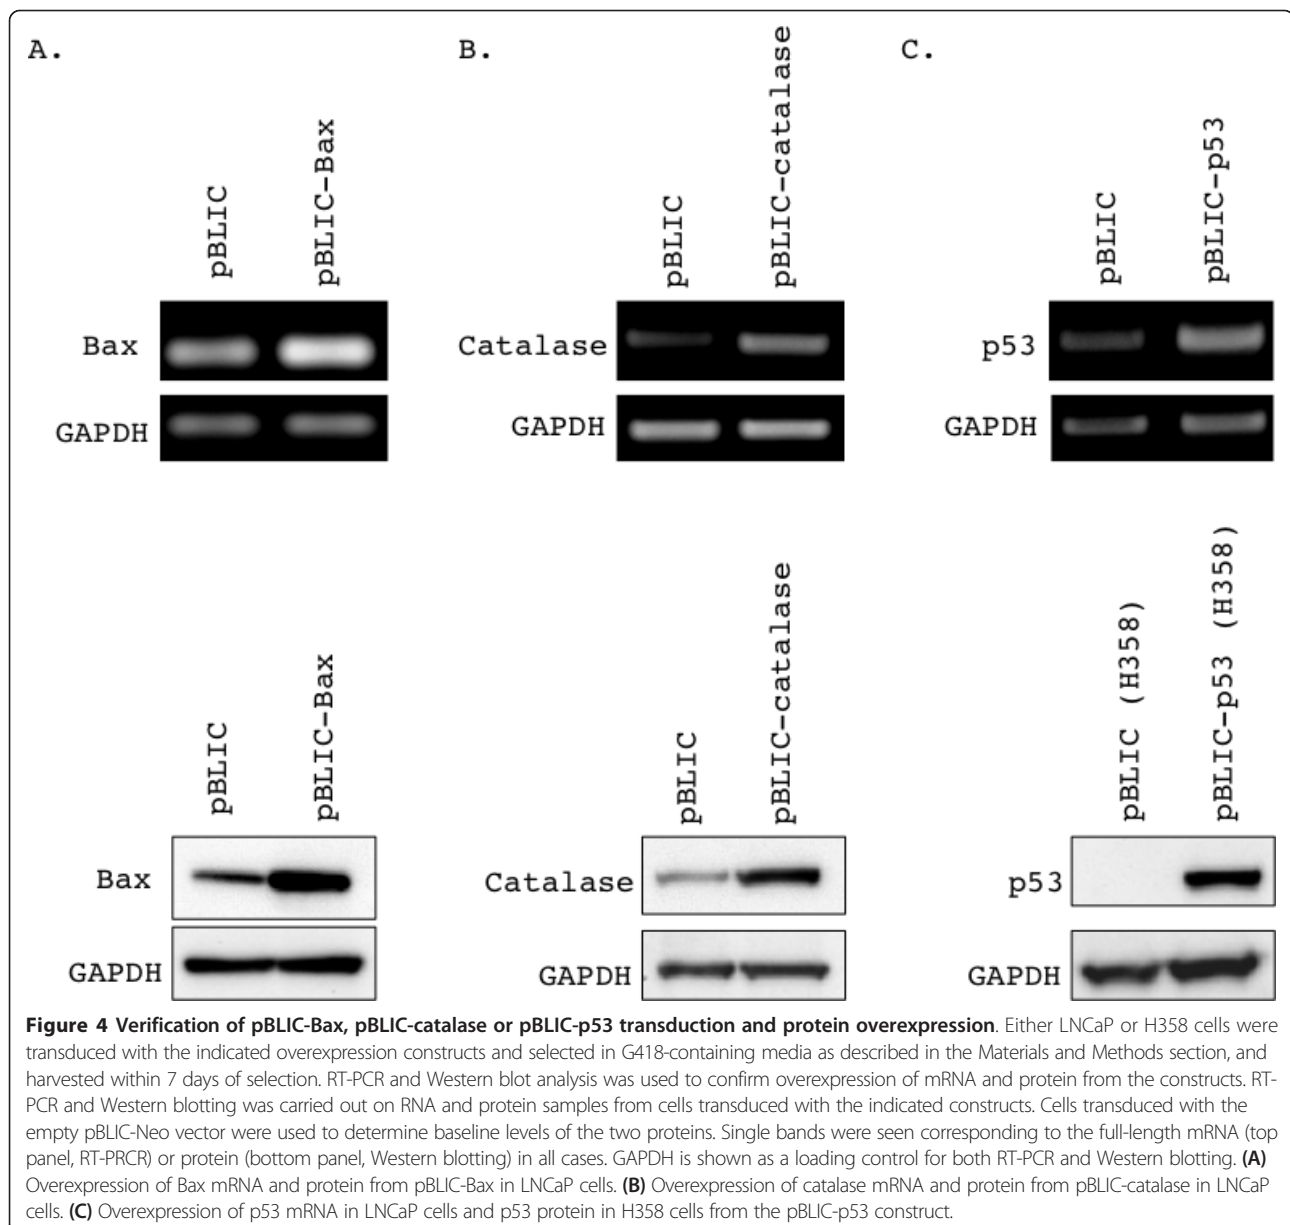 A.
B.
C.
pBLIC
pBLIC-Bax
pBLIC
pBLIC-catalase
pBLIC
pBLIC-p53
Bax
Catalase
p53
GAPDH
GAPDH
GAPDH
pBLIC
pBLIC-Bax
pBLIC
pBLIC-catalase
pBLIC (H358)
pBLIC-p53 (H358)
Bax
Catalase
p53
GAPDH
GAPDH
GAPDH
Figure 4 Verification of pBLIC-Bax, pBLIC-catalase or pBLIC-p53 transduction and protein overexpression. Either LNCaP or H358 cells were
transduced with the indicated overexpression constructs and selected in G418-containing media as described in the Materials and Methods section, and
harvested within 7 days of selection. RT-PCR and Western blot analysis was used to confirm overexpression of mRNA and protein from the constructs. RT-
PCR and Western blotting was carried out on RNA and protein samples from cells transduced with the indicated constructs. Cells transduced with the
empty pBLIC-Neo vector were used to determine baseline levels of the two proteins. Single bands were seen corresponding to the full-length mRNA (top
panel, RT-PRCR) or protein (bottom panel, Western blotting) in all cases. GAPDH is shown as a loading control for both RT-PCR and Western blotting. (A)
Overexpression of Bax mRNA and protein from pBLIC-Bax in LNCaP cells. (B) Overexpression of catalase mRNA and protein from pBLIC-catalase in LNCaP
cells. (C) Overexpression of p53 mRNA in LNCaP cells and p53 protein in H358 cells from the pBLIC-p53 construct.